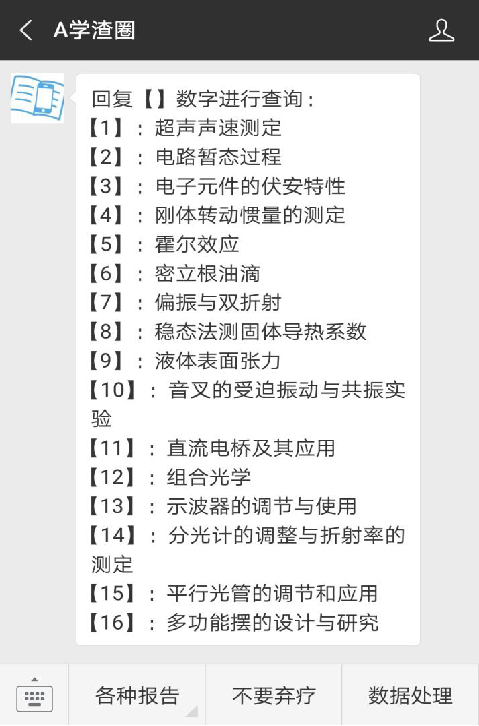 A学渣圈
回复【】数字进行查询：
【1】：超声声速测定
【2】：电路暂态过程
【3】：电子元件的伏安特性
【4】：刚体转动惯量的测定
【5】：霍尔效应
【6】：密立根油滴
【7】：偏振与双折射
【8】：稳态法测固体导热系数
【9】：液体表面张力
【10】：音叉的受迫振动与共振实
验
【11】：直流电桥及其应用
【12】：组合光学
【13】：示波器的调节与使用
【14】：分光计的调整与折射率的
测定
【15】：平行光管的调节和应用
【16】：多功能摆的设计与研究
各种报告
不要弃疗
数据处理